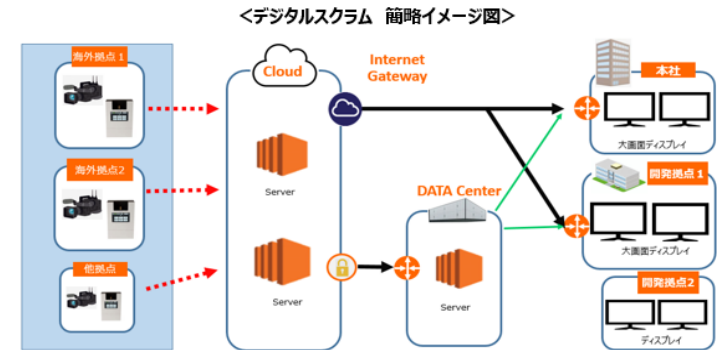 <デジタルスクラム 簡略イメージ図>
海外拠点1
海外拠点2
他拠点
Cloud
Server
Server
Internet
Gateway
DATA Center
Server
本社
大画面ディスプレイ
開発拠点1
大画面ディスプレイ
開発拠点2
ディスプレイ